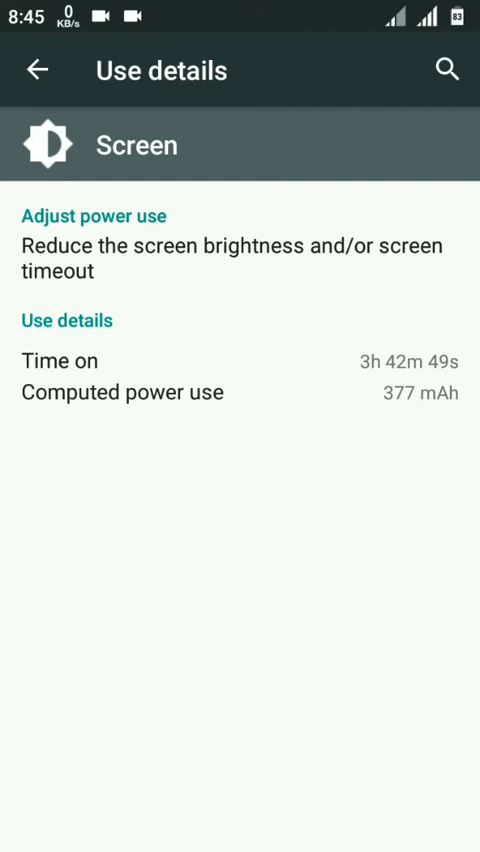 8:45 0 KB/s 83
Use details
Screen
Adjust power use
Reduce the screen brightness and/or screen
timeout
Use details
Time on 3h 42m 49s
Computed power use 377 mAh